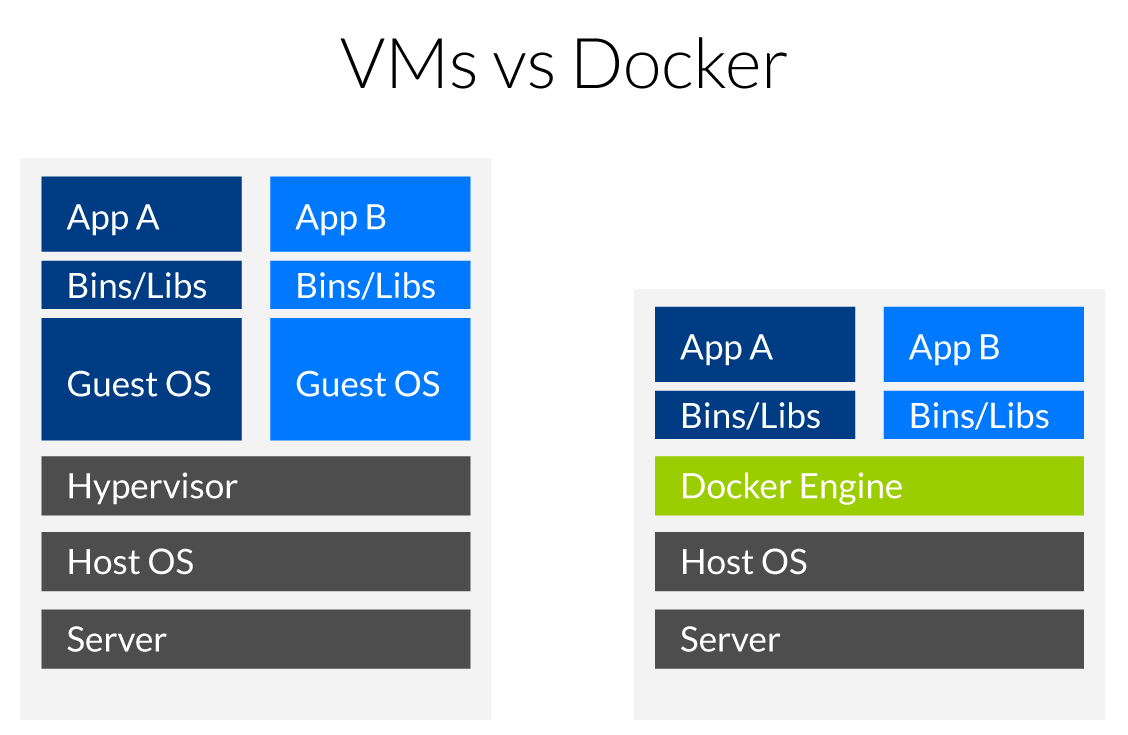 VMs vs Docker
App A
App B
Bins/Libs
Bins/Libs
Guest OS
Guest OS
Hypervisor
Host OS
Server
App A
App B
Bins/Libs
Bins/Libs
Docker Engine
Host OS
Server